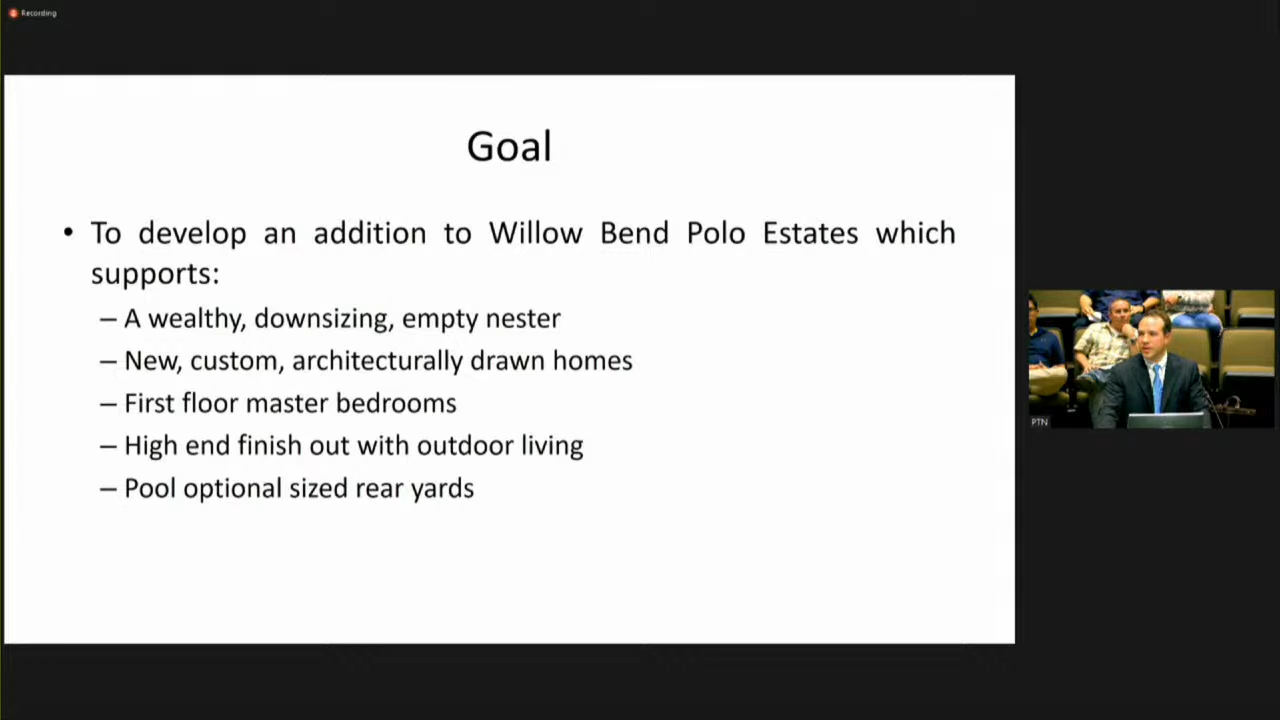 Recording
Goal
• To develop an addition to Willow Bend Polo Estates which
supports:
– A wealthy, downsizing, empty nester
– New, custom, architecturally drawn homes
– First floor master bedrooms
– High end finish out with outdoor living
– Pool optional sized rear yards
PTN